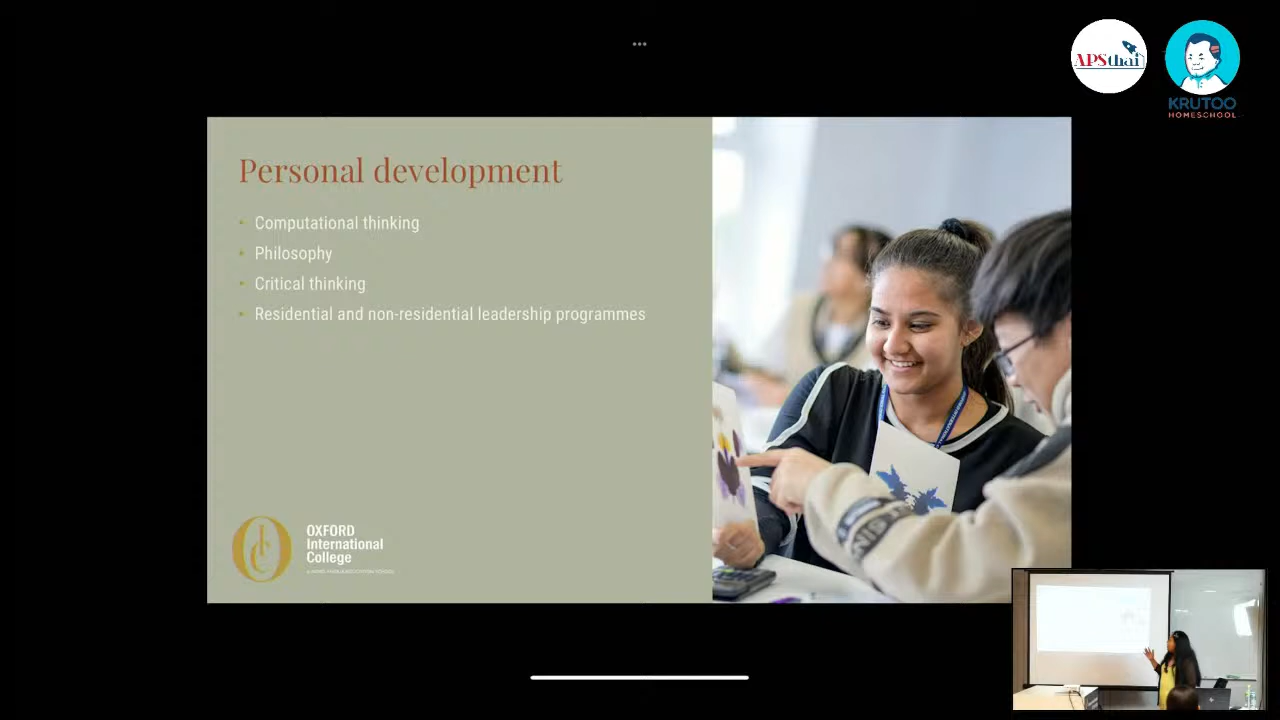 APSthai
KRUTOO
HOMESCHOOL
Personal development
• Computational thinking
• Philosophy
• Critical thinking
• Residential and non-residential leadership programmes
OXFORD
International
College